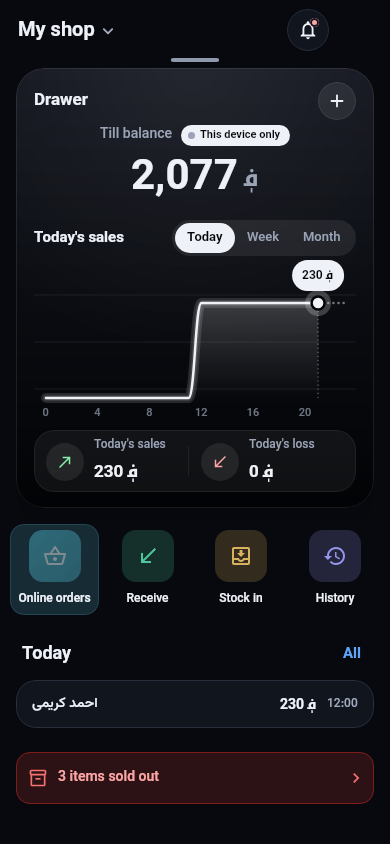 My shop
Drawer
Till balance
This device only
2,077 ؋
Today's sales
Today
Week
Month
230 ؋
0 4 8 12 16 20
Today's sales
230 ؋
Today's loss
0 ؋
Online orders
Receive
Stock in
History
Today
All
احمد کریمی
230 ؋
12:00
3 items sold out